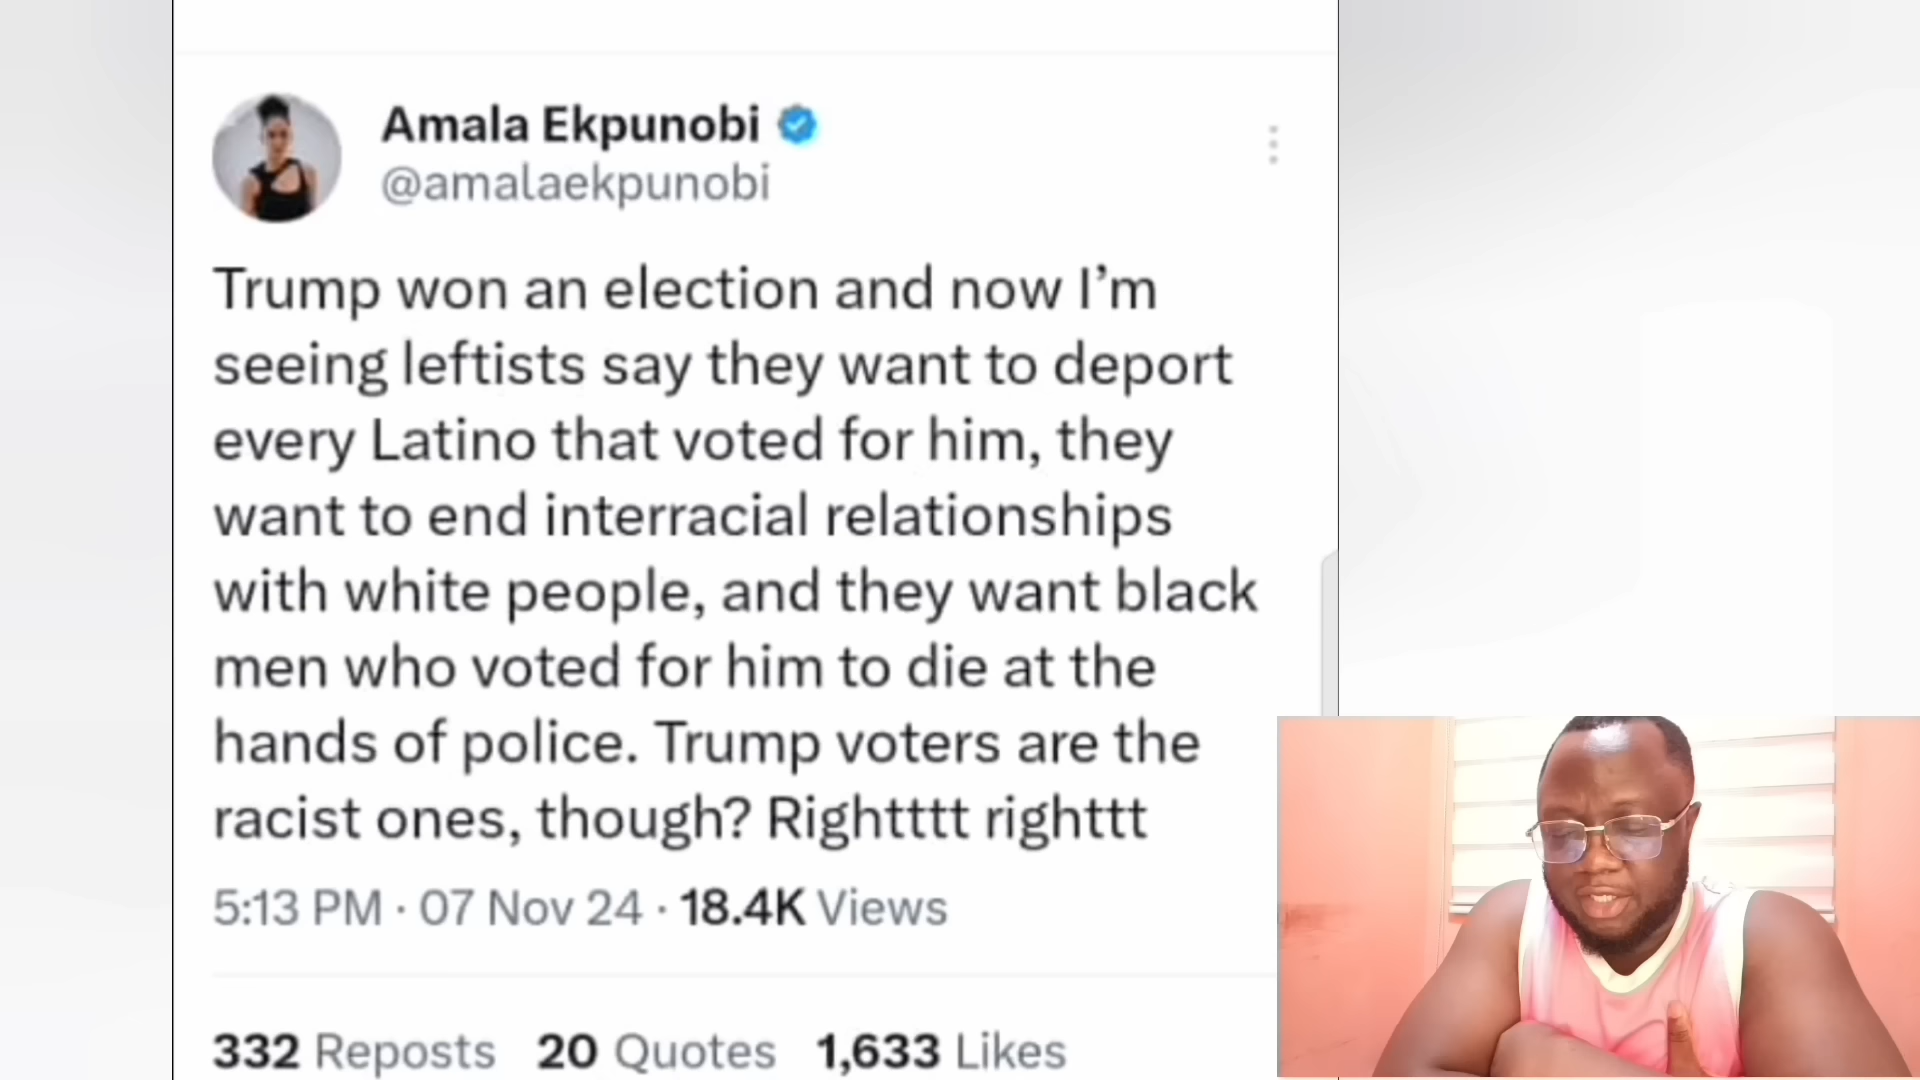 Amala Ekpunobi
@amalaekpunobi
Trump won an election and now I’m
seeing leftists say they want to deport
every Latino that voted for him, they
want to end interracial relationships
with white people, and they want black
men who voted for him to die at the
hands of police. Trump voters are the
racist ones, though? Rightttt righttt
5:13 PM · 07 Nov 24 · 18.4K Views
332 Reposts 20 Quotes 1,633 Likes